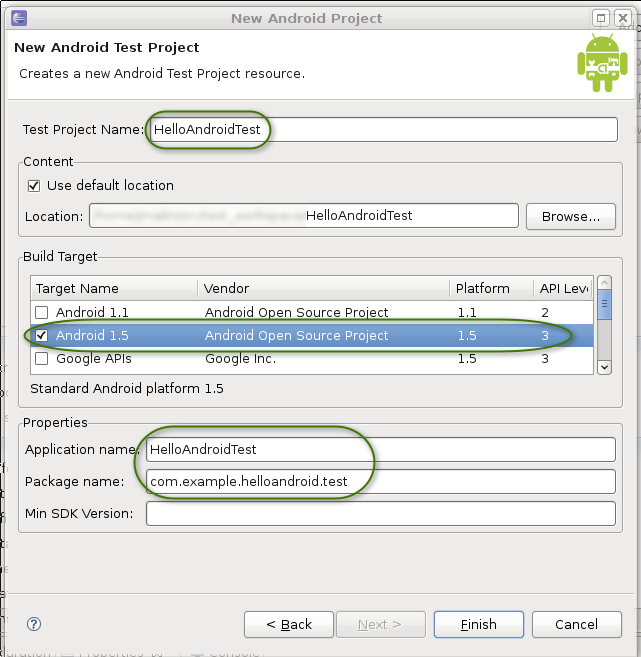 New Android Project
New Android Test Project
Creates a new Android Test Project resource.
Test Project Name: HelloAndroidTest
Content
Use default location
Location: HelloAndroidTest Browse...
Build Target
Target Name Vendor Platform API Leve
Android 1.1 Android Open Source Project 1.1 2
Android 1.5 Android Open Source Project 1.5 3
Google APIs Google Inc. 1.5 3
Standard Android platform 1.5
Properties
Application name: HelloAndroidTest
Package name: com.example.helloandroid.test
Min SDK Version:
? < Back Next > Finish Cancel